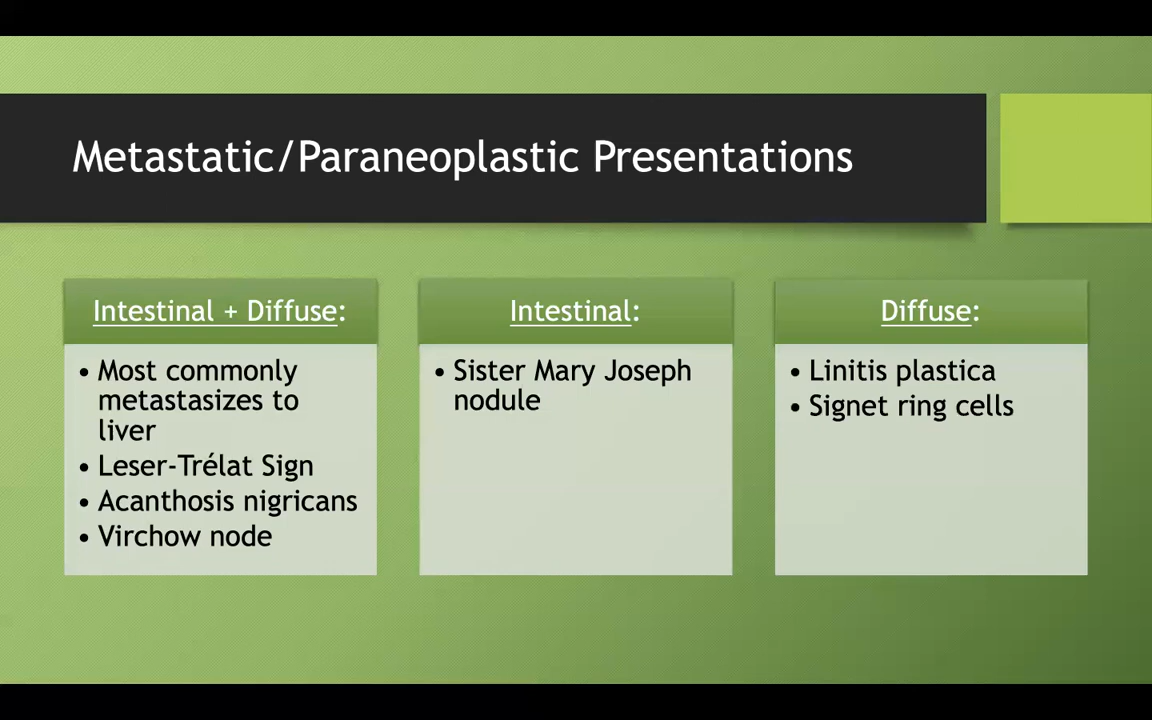 Metastatic/Paraneoplastic Presentations
Intestinal + Diffuse:
• Most commonly
metastasizes to
liver
• Leser-Trélat Sign
• Acanthosis nigricans
• Virchow node
Intestinal:
• Sister Mary Joseph
nodule
Diffuse:
• Linitis plastica
• Signet ring cells